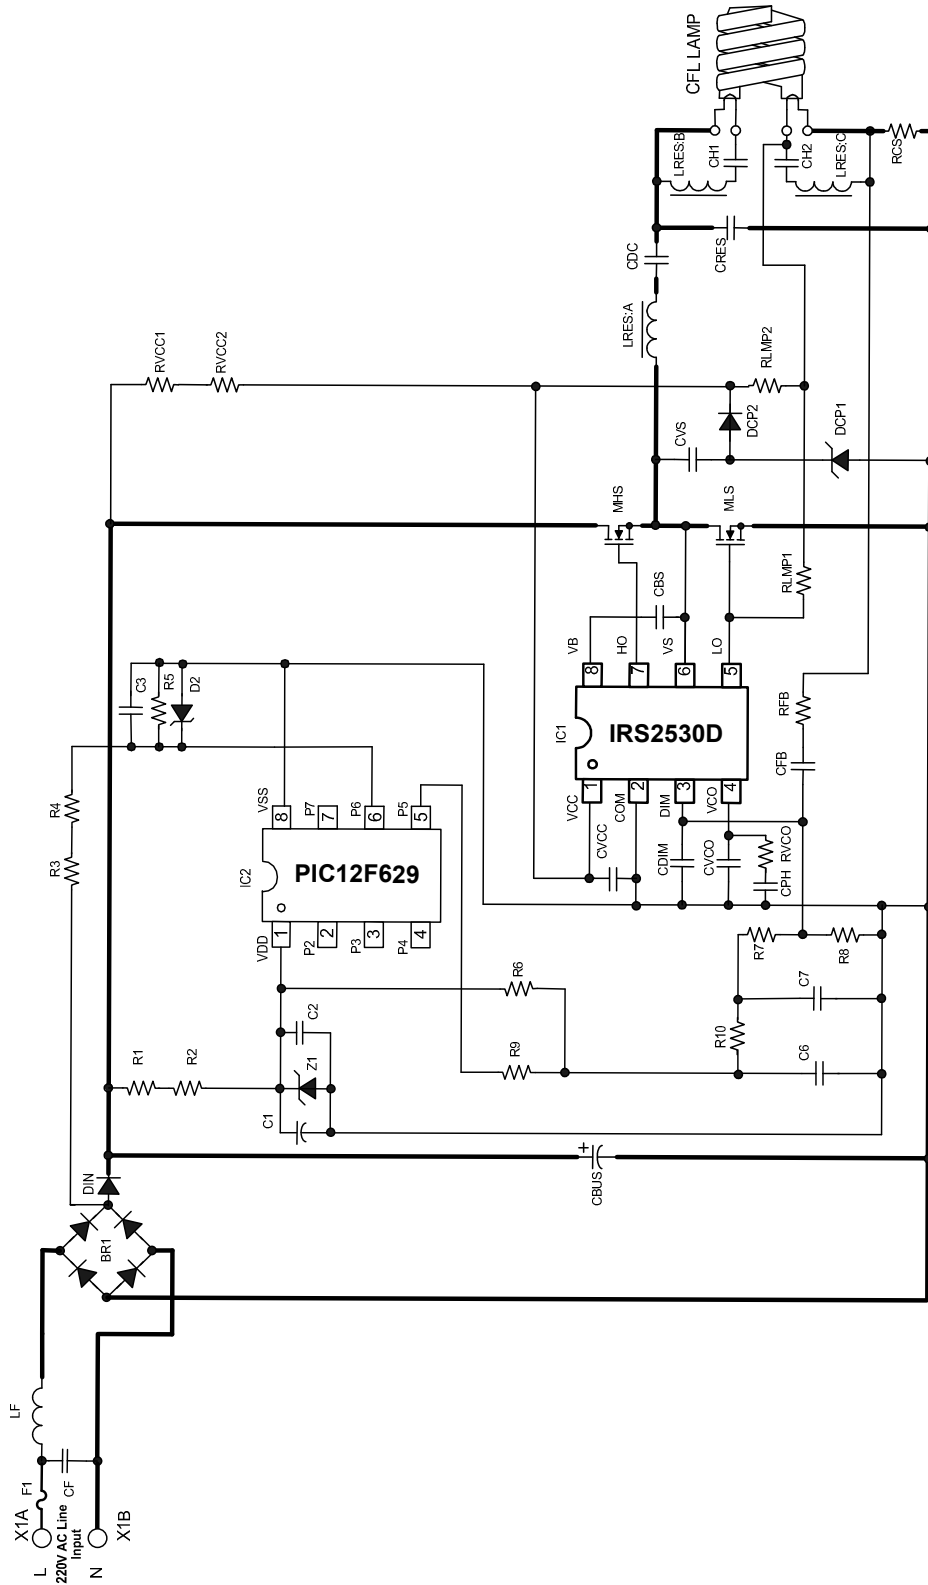 CFL LAMP
LRES:B
CH1
CH2
LRES:C
RCS
CDC
CRES
LRES:A
RVCC1
RVCC2
RLMP2
CVS
DCP2
DCP1
MHS
MLS
CBS
RLMP1
VB
HO
VS
LO
8
7
6
5
IC1
IRS2530D
1
2
3
4
VCC
COM
DIM
VCO
CVCC
CDIM
CVCO
CPH
RVCO
CFB
RFB
C3
R5
D2
R4
R3
VSS
P7
P6
P5
8
7
6
5
IC2
PIC12F629
1
2
3
4
VDD
P2
P3
P4
R7
R8
R6
C7
R10
C6
R9
C2
Z1
C1
R1
R2
+
CBUS
DIN
BR1
LF
F1
CF
X1A
L
220V AC Line
Input
N
X1B